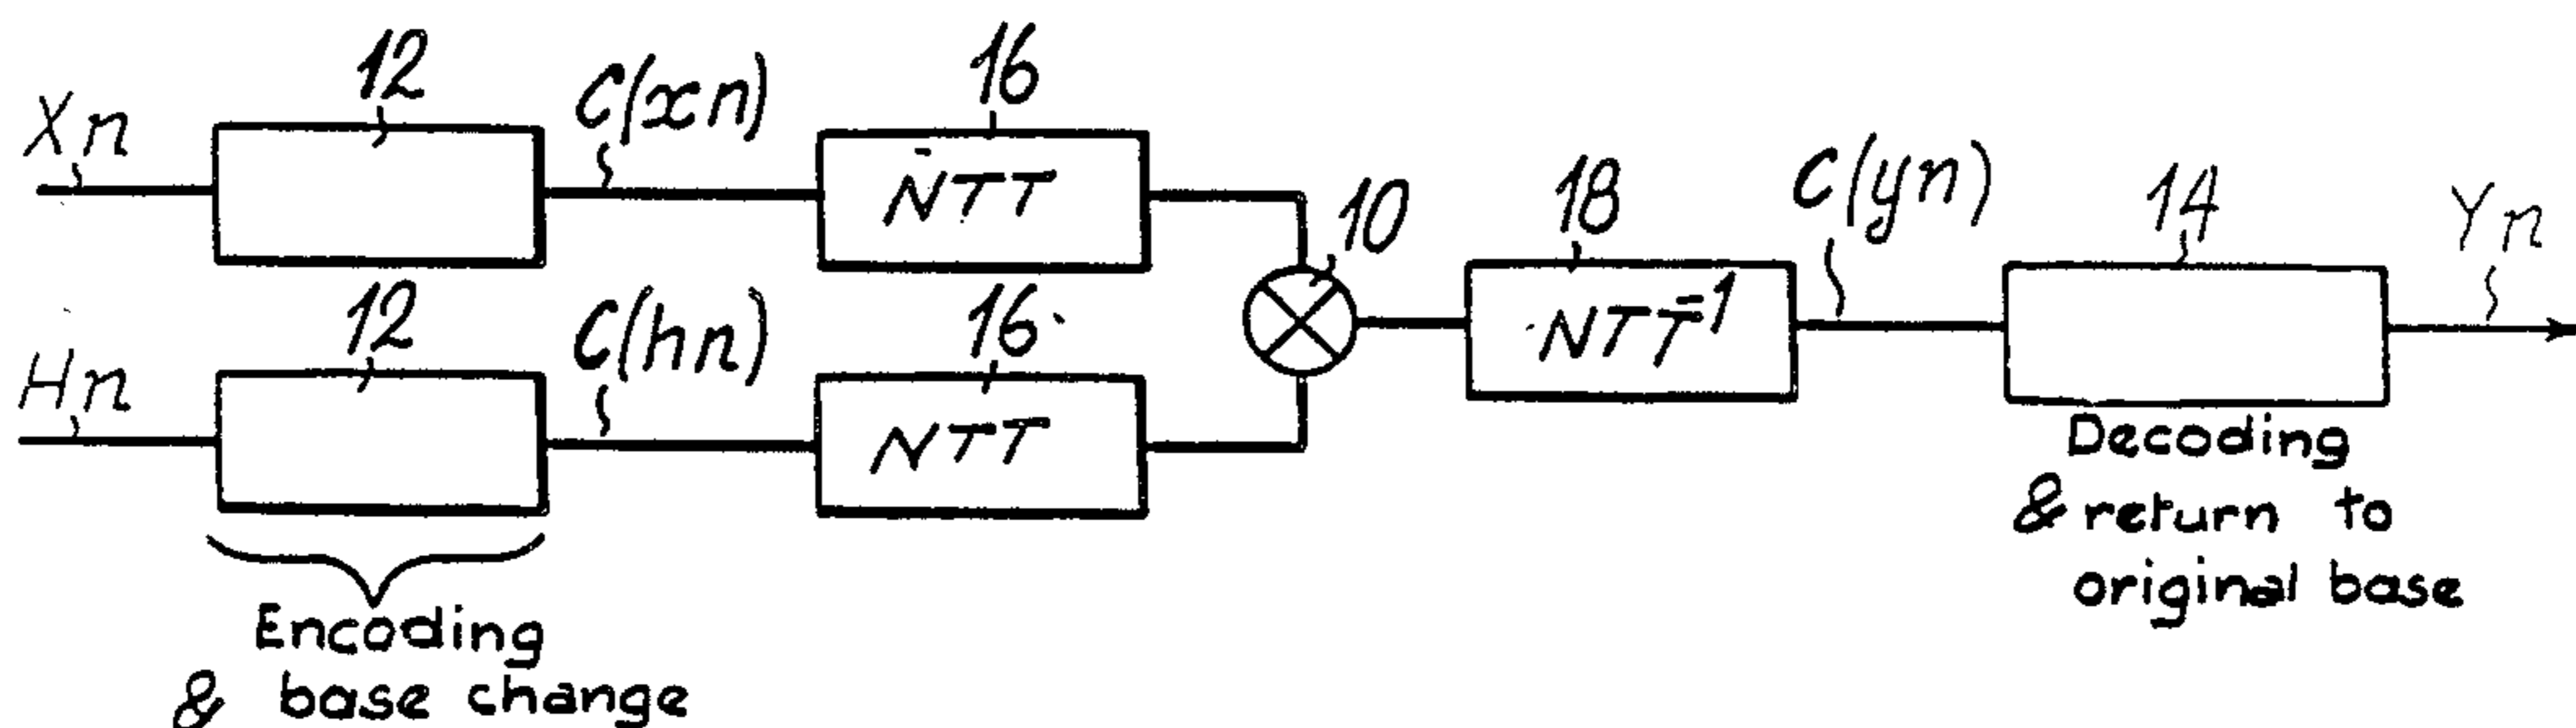 12
C(xn)
16
Xn
NTT
10
18
C(yn)
14
Yn
12
C(hn)
16
NTT⁻¹
Hn
NTT
Decoding
& return to
original base
Encoding
& base change